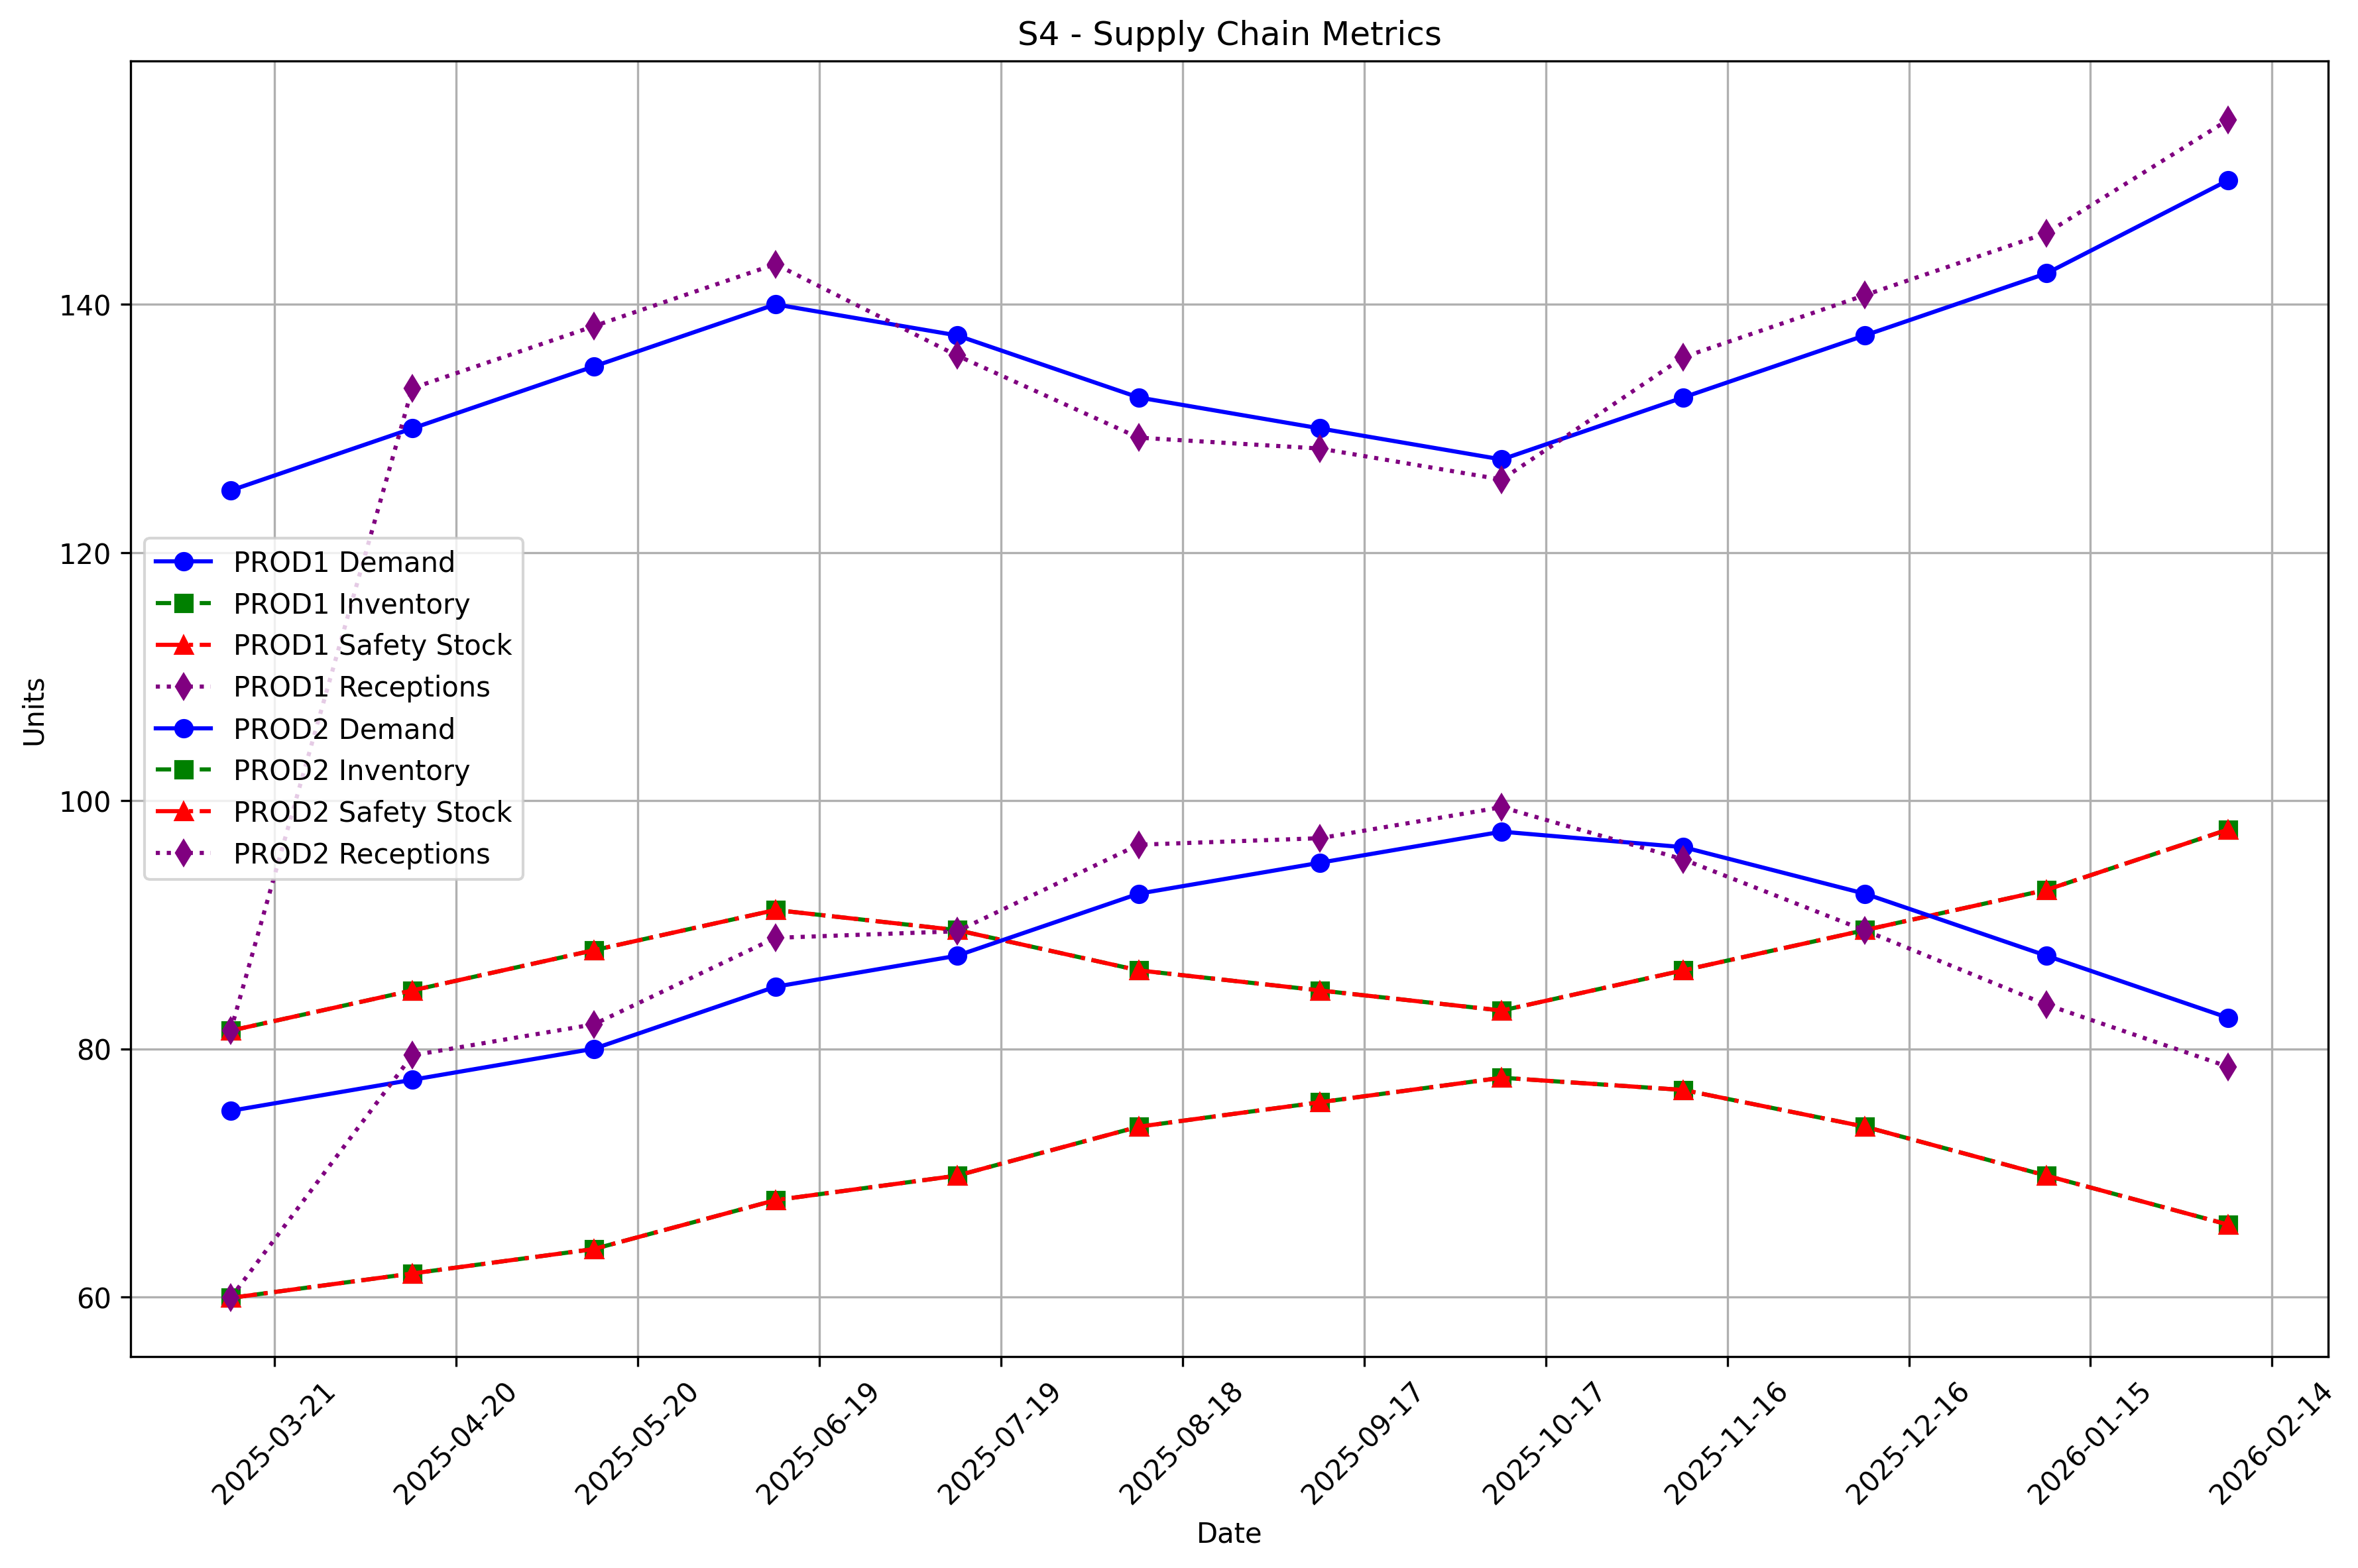 S4 - Supply Chain Metrics
140
120
100
80
60
Units
PROD1 Demand
PROD1 Inventory
PROD1 Safety Stock
PROD1 Receptions
PROD2 Demand
PROD2 Inventory
PROD2 Safety Stock
PROD2 Receptions
2025-03-21
2025-04-20
2025-05-20
2025-06-19
2025-07-19
2025-08-18
2025-09-17
2025-10-17
2025-11-16
2025-12-16
2026-01-15
2026-02-14
Date